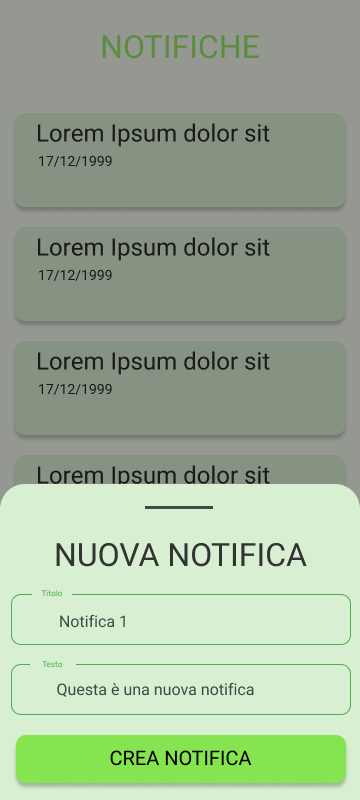 NOTIFICHE
Lorem Ipsum dolor sit
17/12/1999
Lorem Ipsum dolor sit
17/12/1999
Lorem Ipsum dolor sit
17/12/1999
Lorem Ipsum dolor sit
NUOVA NOTIFICA
Titolo
Notifica 1
Testo
Questa è una nuova notifica
CREA NOTIFICA